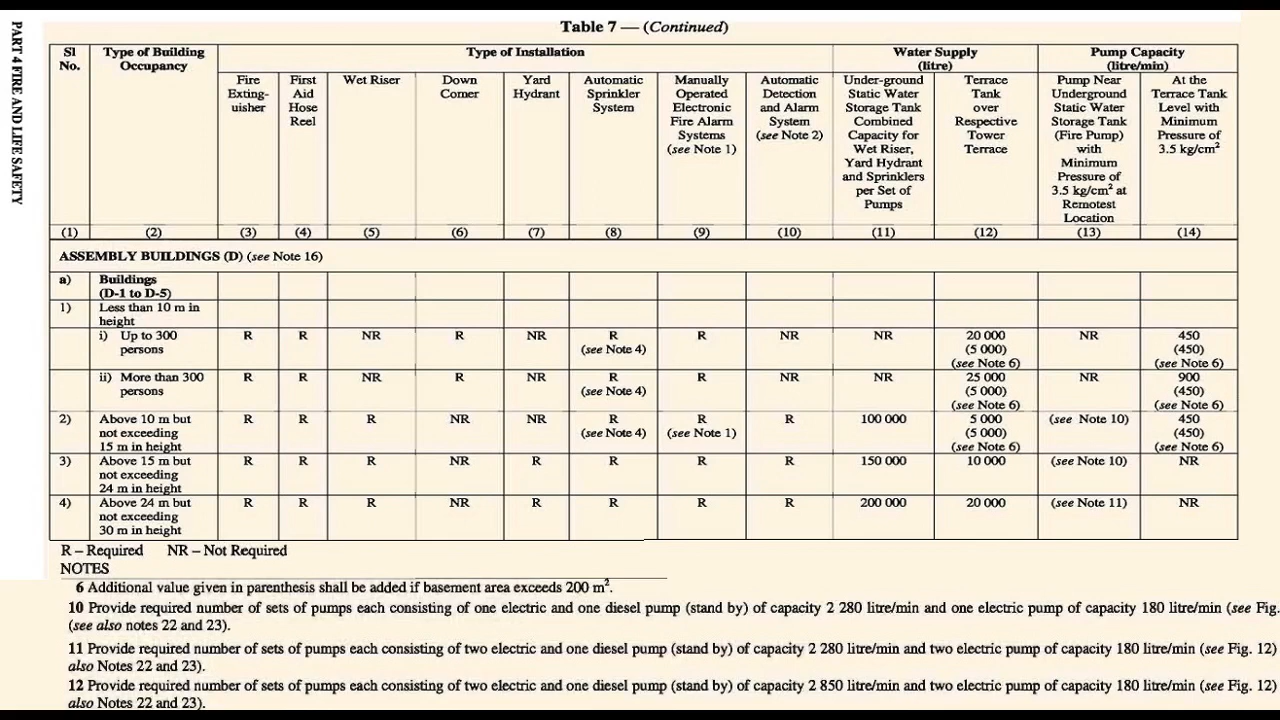 PART 4 FIRE AND LIFE SAFETY
Table 7 — (Continued)
Sl No. Type of Building Occupancy Type of Installation Water Supply (litre) Pump Capacity (litre/min)
Fire Exting-uisher
First Aid Hose Reel
Wet Riser
Down Comer
Yard Hydrant
Automatic Sprinkler System
Manually Operated Electronic Fire Alarm Systems (see Note 1)
Automatic Detection and Alarm System (see Note 2)
Under-ground Static Water Storage Tank Combined Capacity for Wet Riser, Yard Hydrant and Sprinklers per Set of Pumps
Terrace Tank over Respective Tower Terrace
Pump Near Underground Static Water Storage Tank (Fire Pump) with Minimum Pressure of 3.5 kg/cm² at Remotest Location
At the Terrace Tank Level with Minimum Pressure of 3.5 kg/cm²
(1) (2) (3) (4) (5) (6) (7) (8) (9) (10) (11) (12) (13) (14)
ASSEMBLY BUILDINGS (D) (see Note 16)
a) Buildings (D-1 to D-5)
1) Less than 10 m in height
i) Up to 300 persons R R NR R NR R (see Note 4) R NR NR 20 000 (5 000) (see Note 6) NR 450 (450) (see Note 6)
ii) More than 300 persons R R NR R NR R (see Note 4) R NR NR 25 000 (5 000) (see Note 6) NR 900 (450) (see Note 6)
2) Above 10 m but not exceeding 15 m in height R R R NR NR R (see Note 4) R (see Note 1) R 100 000 5 000 (5 000) (see Note 6) (see Note 10) 450 (450) (see Note 6)
3) Above 15 m but not exceeding 24 m in height R R R NR R R R R 150 000 10 000 (see Note 10) NR
4) Above 24 m but not exceeding 30 m in height R R R NR R R R R 200 000 20 000 (see Note 11) NR
R – Required NR – Not Required
NOTES
6 Additional value given in parenthesis shall be added if basement area exceeds 200 m².
10 Provide required number of sets of pumps each consisting of one electric and one diesel pump (stand by) of capacity 2 280 litre/min and one electric pump of capacity 180 litre/min (see Fig.
(see also notes 22 and 23).
11 Provide required number of sets of pumps each consisting of two electric and one diesel pump (stand by) of capacity 2 280 litre/min and two electric pump of capacity 180 litre/min (see Fig. 12)
also Notes 22 and 23).
12 Provide required number of sets of pumps each consisting of two electric and one diesel pump (stand by) of capacity 2 850 litre/min and two electric pump of capacity 180 litre/min (see Fig. 12)
also Notes 22 and 23).